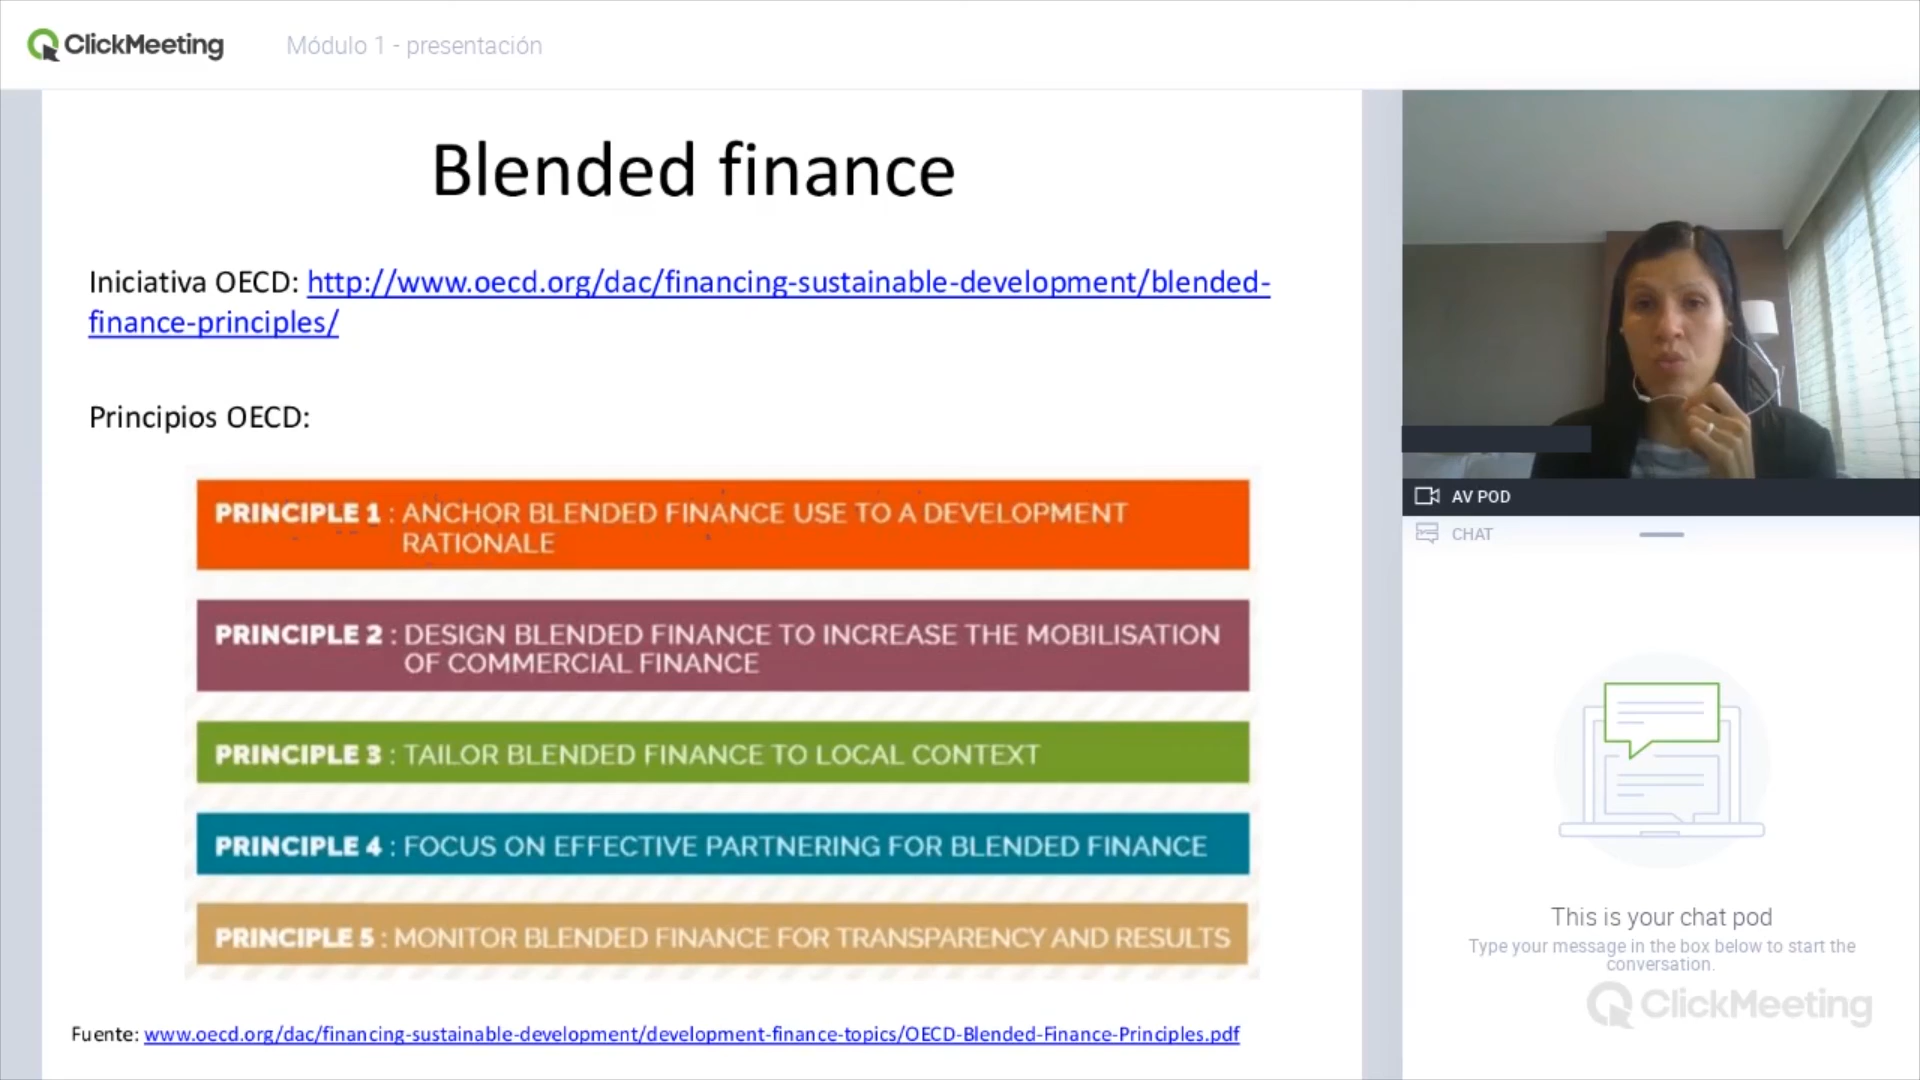 ClickMeeting
Módulo 1 - presentación
Blended finance
Iniciativa OECD: http://www.oecd.org/dac/financing-sustainable-development/blended-
finance-principles/
Principios OECD:
PRINCIPLE 1 : ANCHOR BLENDED FINANCE USE TO A DEVELOPMENT
RATIONALE
PRINCIPLE 2 : DESIGN BLENDED FINANCE TO INCREASE THE MOBILISATION
OF COMMERCIAL FINANCE
PRINCIPLE 3 : TAILOR BLENDED FINANCE TO LOCAL CONTEXT
PRINCIPLE 4 : FOCUS ON EFFECTIVE PARTNERING FOR BLENDED FINANCE
PRINCIPLE 5 : MONITOR BLENDED FINANCE FOR TRANSPARENCY AND RESULTS
Fuente: www.oecd.org/dac/financing-sustainable-development/development-finance-topics/OECD-Blended-Finance-Principles.pdf
AV POD
CHAT
This is your chat pod
Type your message in the box below to start the
conversation.
ClickMeeting